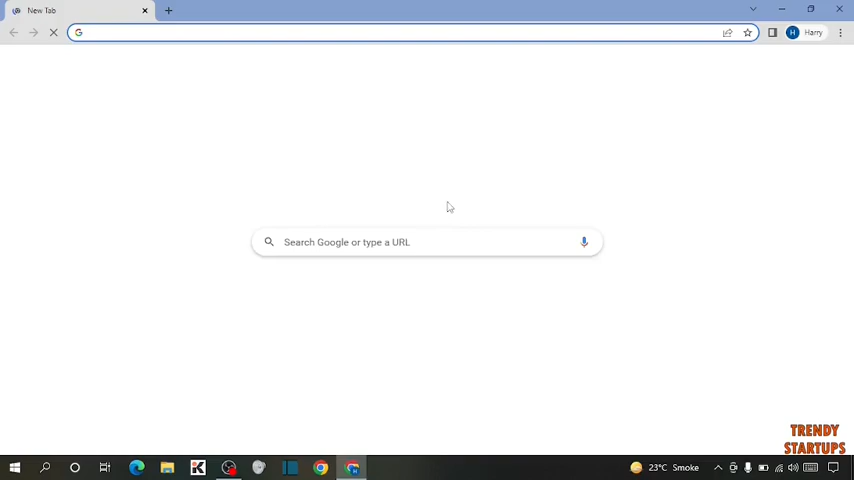 New Tab
Harry
Search Google or type a URL
TRENDY
STARTUPS
23°C Smoke